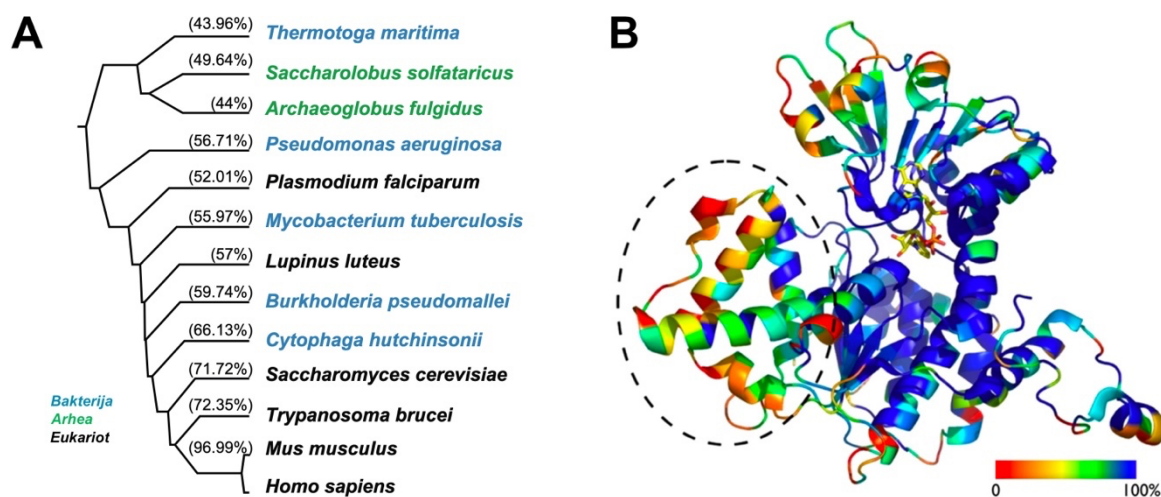 A
(43.96%) Thermotoga maritima
(49.64%) Saccharolobus solfataricus
(44%) Archaeoglobus fulgidus
(56.71%) Pseudomonas aeruginosa
(52.01%) Plasmodium falciparum
(55.97%) Mycobacterium tuberculosis
(57%) Lupinus luteus
(59.74%) Burkholderia pseudomallei
(66.13%) Cytophaga hutchinsonii
(71.72%) Saccharomyces cerevisiae
(72.35%) Trypanosoma brucei
(96.99%) Mus musculus
Homo sapiens
Bakterija
Arhea
Eukariot
B
0 100%